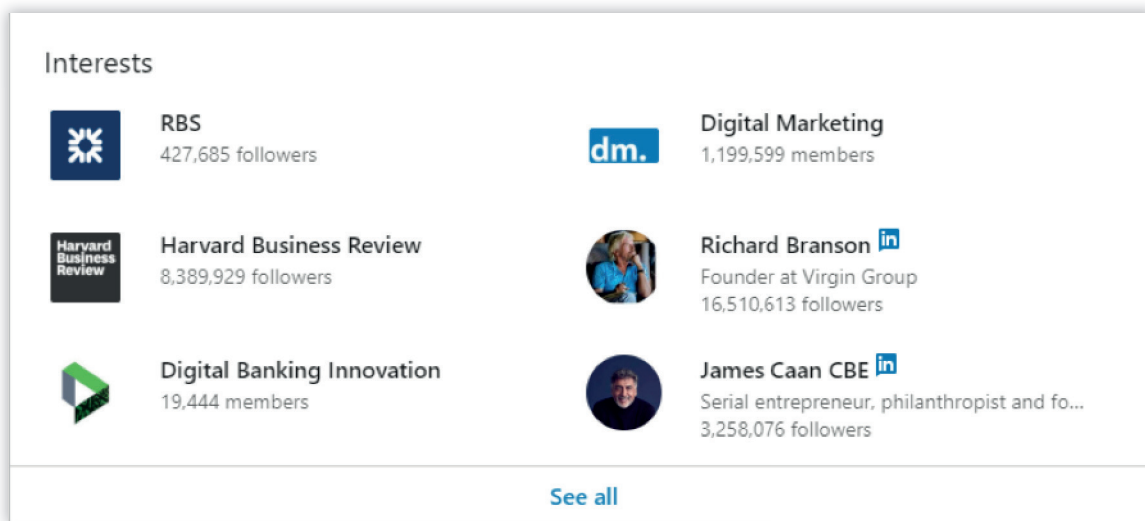 Interests
RBS
427,685 followers
Digital Marketing
1,199,599 members
dm.
Harvard Business Review
8,389,929 followers
Harvard
Business
Review
Richard Branson in
Founder at Virgin Group
16,510,613 followers
Digital Banking Innovation
19,444 members
James Caan CBE in
Serial entrepreneur, philanthropist and fo...
3,258,076 followers
See all